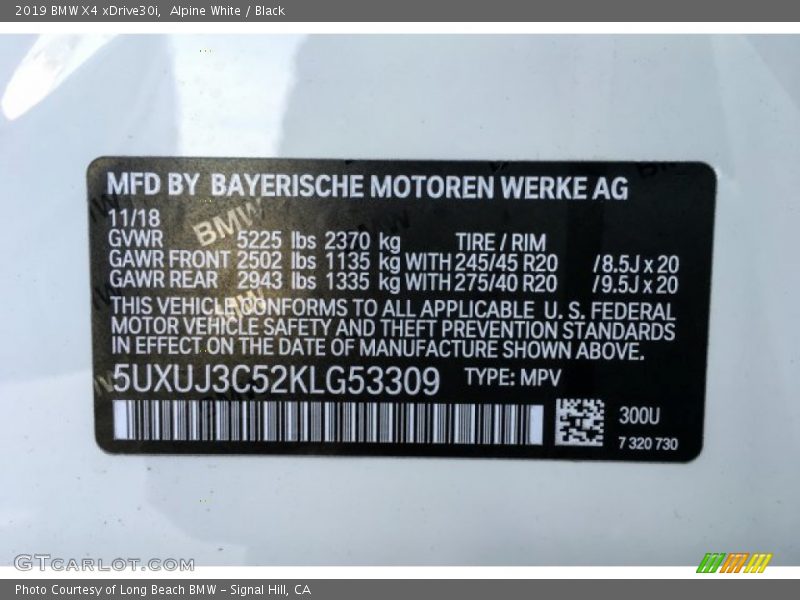 2019 BMW X4 xDrive30i, Alpine White / Black
MFD BY BAYERISCHE MOTOREN WERKE AG
11/18
GVWR 5225 lbs 2370 kg TIRE / RIM
GAWR FRONT 2502 lbs 1135 kg WITH 245/45 R20 /8.5J x 20
GAWR REAR 2943 lbs 1335 kg WITH 275/40 R20 /9.5J x 20
THIS VEHICLE CONFORMS TO ALL APPLICABLE U. S. FEDERAL
MOTOR VEHICLE SAFETY AND THEFT PREVENTION STANDARDS
IN EFFECT ON THE DATE OF MANUFACTURE SHOWN ABOVE.
5UXUJ3C52KLG53309 TYPE: MPV
300U
7 320 730
BMW
GTCARLOT.COM
Photo Courtesy of Long Beach BMW - Signal Hill, CA